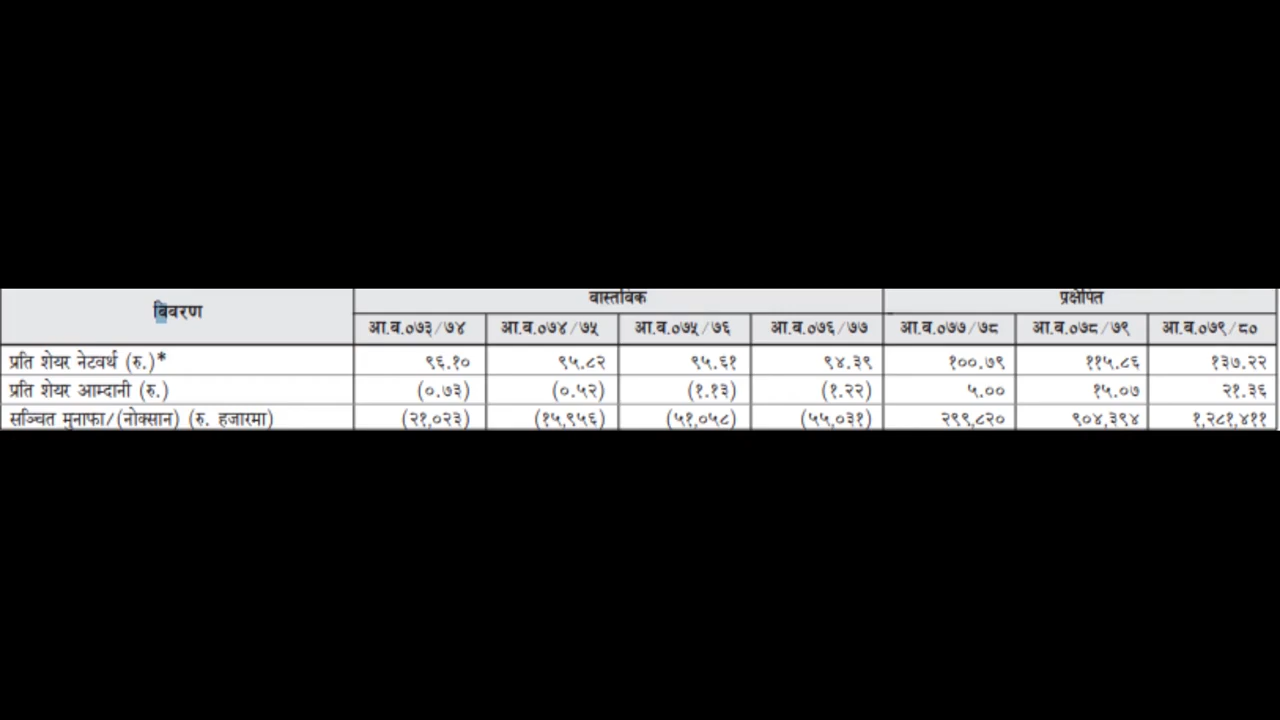 विवरण वास्तविक प्रक्षेपित
आ.व.०७३/७४ आ.व.०७४/७५ आ.व.०७५/७६ आ.व.०७६/७७ आ.व.०७७/७८ आ.व.०७८/७९ आ.व.०७९/८०
प्रति शेयर नेटवर्थ (रु.)* ९६.१० ९५.८२ ९५.६१ ९४.३९ १००.७९ ११५.८६ १३७.२२
प्रति शेयर आम्दानी (रु.) (०.७३) (०.५२) (१.१३) (१.२२) ५.०० १५.०७ २१.३६
सञ्चित मुनाफा/(नोक्सान) (रु. हजारमा) (२१,०२३) (१५,९५६) (५१,०५८) (५५,०३१) २९९,८२० ९०४,३९४ १,२८१,४११